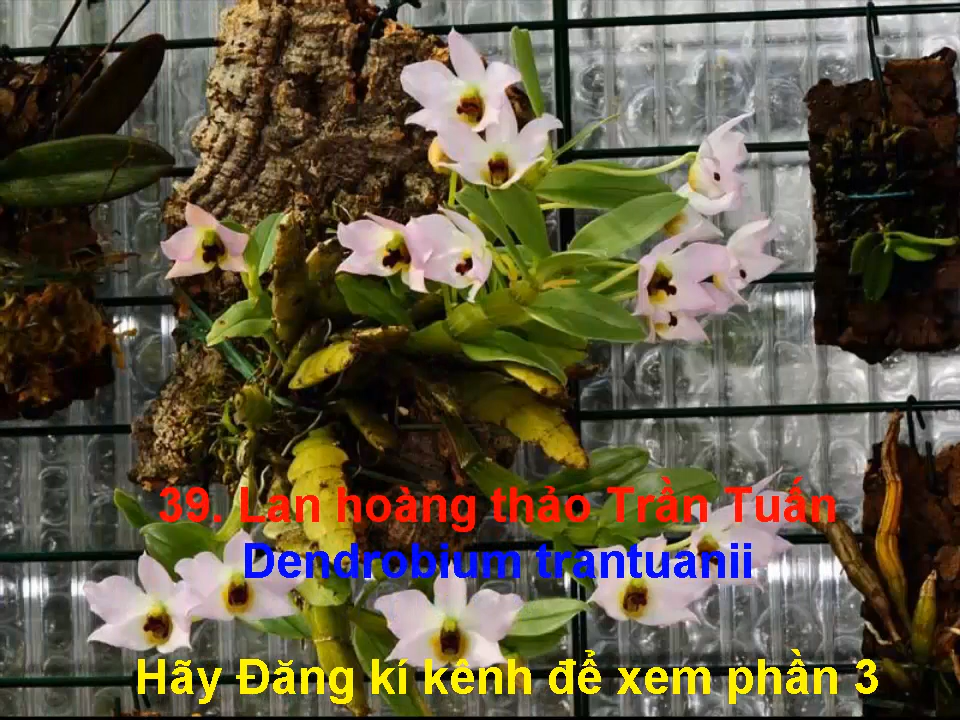 39. Lan hoàng thảo Trần Tuấn
Dendrobium trantuanii
Hãy Đăng kí kênh để xem phần 3